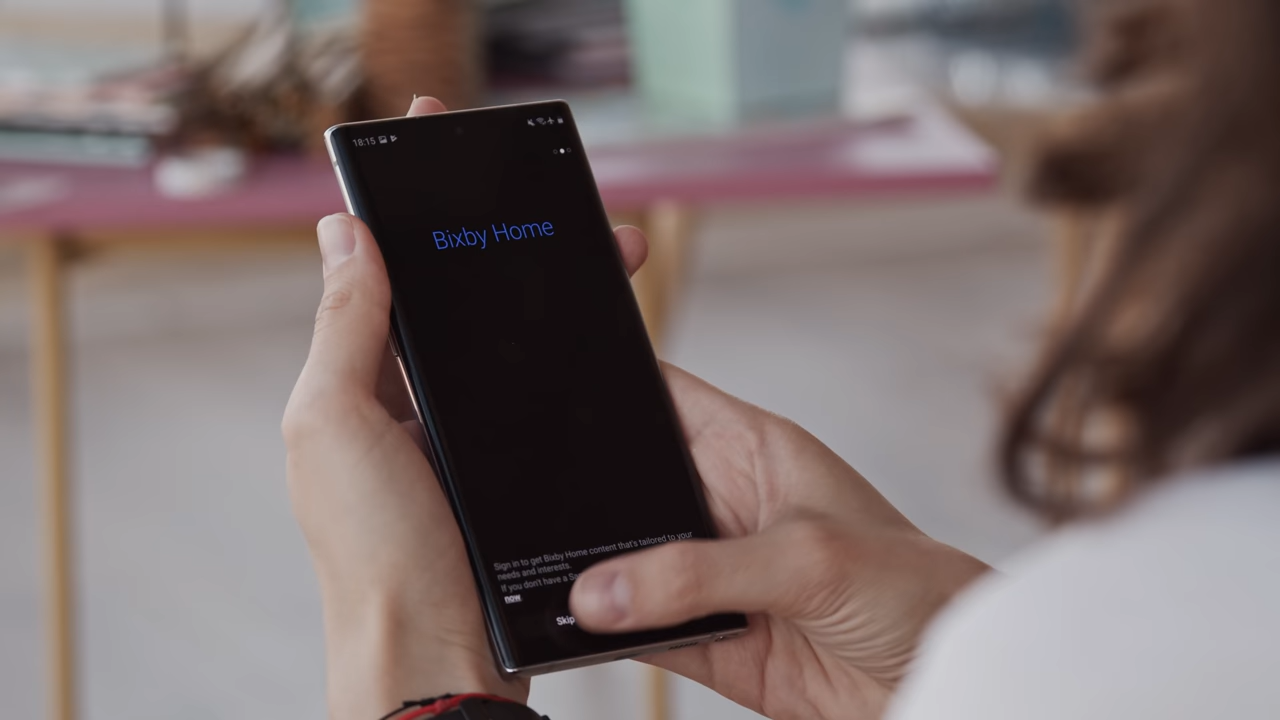 18:15
Bixby Home
Sign in to get Bixby Home content that's tailored to your
needs and interests.
If you don't have a
now
Skip